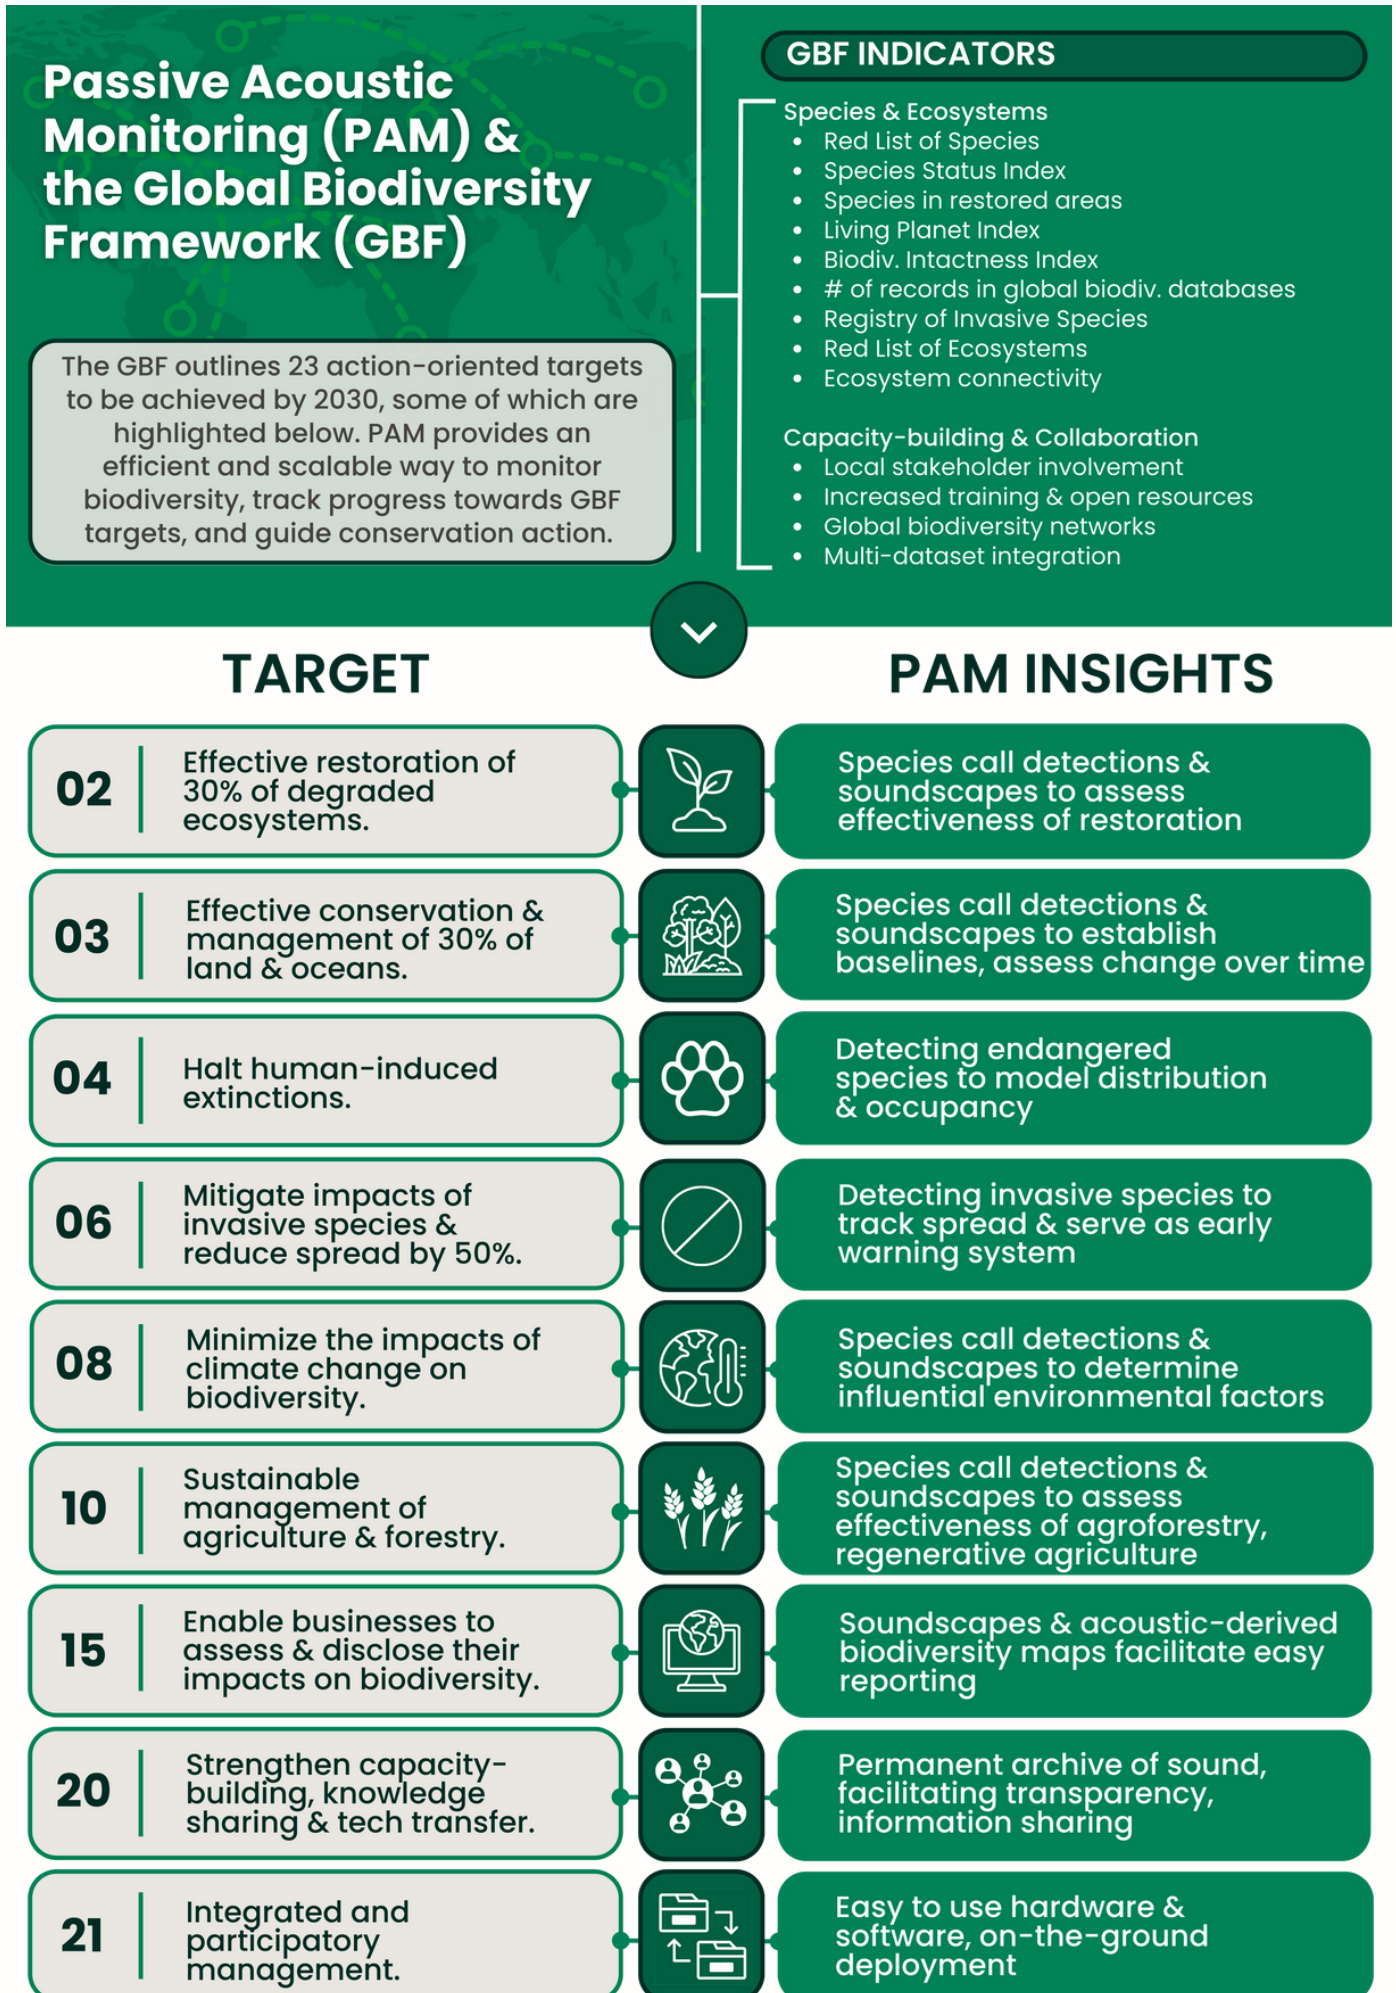 Passive Acoustic
Monitoring (PAM) &
the Global Biodiversity
Framework (GBF)
The GBF outlines 23 action-oriented targets
to be achieved by 2030, some of which are
highlighted below. PAM provides an
efficient and scalable way to monitor
biodiversity, track progress towards GBF
targets, and guide conservation action.
GBF INDICATORS
Species & Ecosystems
• Red List of Species
• Species Status Index
• Species in restored areas
• Living Planet Index
• Biodiv. Intactness Index
• # of records in global biodiv. databases
• Registry of Invasive Species
• Red List of Ecosystems
• Ecosystem connectivity
Capacity-building & Collaboration
• Local stakeholder involvement
• Increased training & open resources
• Global biodiversity networks
• Multi-dataset integration
TARGET
PAM INSIGHTS
02
Effective restoration of
30% of degraded
ecosystems.
Species call detections &
soundscapes to assess
effectiveness of restoration
03
Effective conservation &
management of 30% of
land & oceans.
Species call detections &
soundscapes to establish
baselines, assess change over time
04
Halt human-induced
extinctions.
Detecting endangered
species to model distribution
& occupancy
06
Mitigate impacts of
invasive species &
reduce spread by 50%.
Detecting invasive species to
track spread & serve as early
warning system
08
Minimize the impacts of
climate change on
biodiversity.
Species call detections &
soundscapes to determine
influential environmental factors
10
Sustainable
management of
agriculture & forestry.
Species call detections &
soundscapes to assess
effectiveness of agroforestry,
regenerative agriculture
15
Enable businesses to
assess & disclose their
impacts on biodiversity.
Soundscapes & acoustic-derived
biodiversity maps facilitate easy
reporting
20
Strengthen capacity-
building, knowledge
sharing & tech transfer.
Permanent archive of sound,
facilitating transparency,
information sharing
21
Integrated and
participatory
management.
Easy to use hardware &
software, on-the-ground
deployment